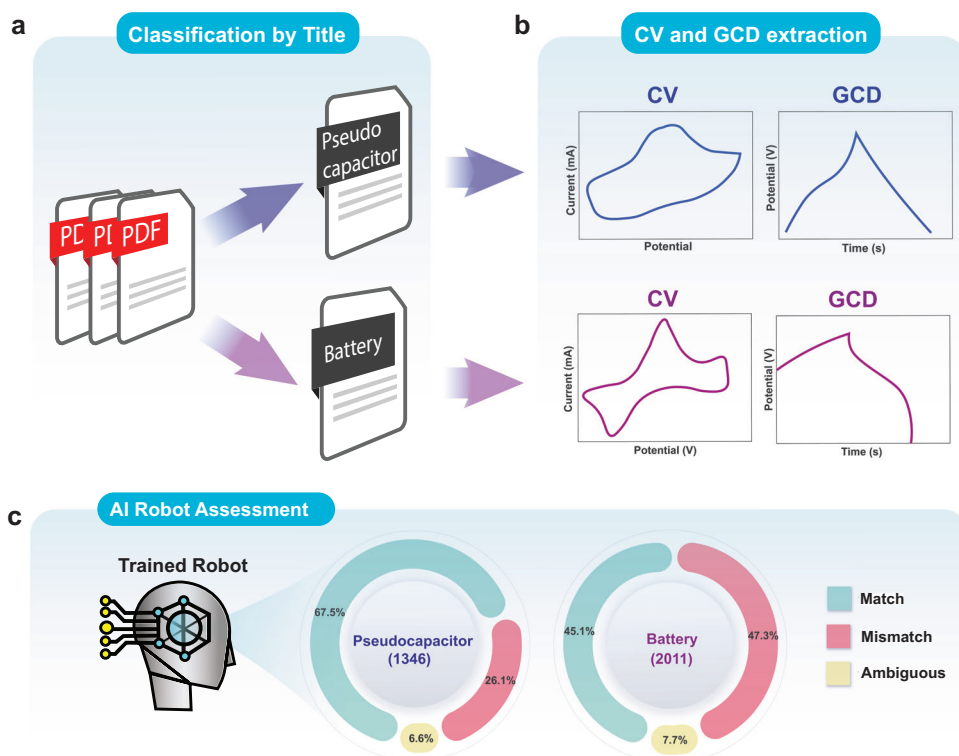 a
Classification by Title
PD
PD
PDF
Pseudo
capacitor
Battery
b
CV and GCD extraction
CV
Current (mA)
Potential
GCD
Potential (V)
Time (s)
CV
Current (mA)
Potential (V)
GCD
Potential (V)
Time (s)
c
AI Robot Assessment
Trained Robot
67.5%
Pseudocapacitor
(1346)
26.1%
6.6%
45.1%
Battery
(2011)
47.3%
7.7%
Match
Mismatch
Ambiguous